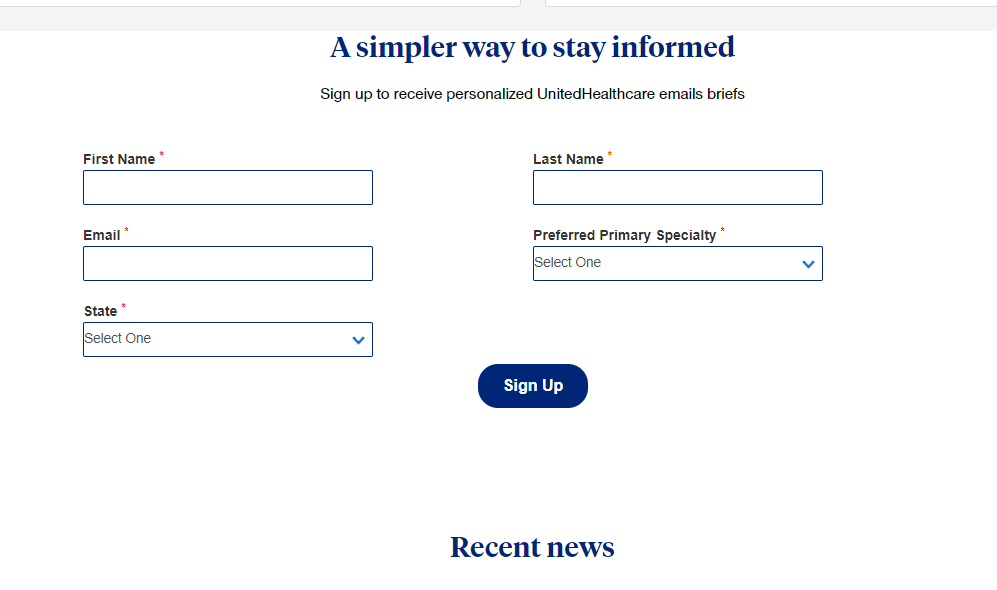 A simpler way to stay informed
Sign up to receive personalized UnitedHealthcare emails briefs
First Name *
Last Name *
Email *
Preferred Primary Specialty *
Select One
State *
Select One
Sign Up
Recent news